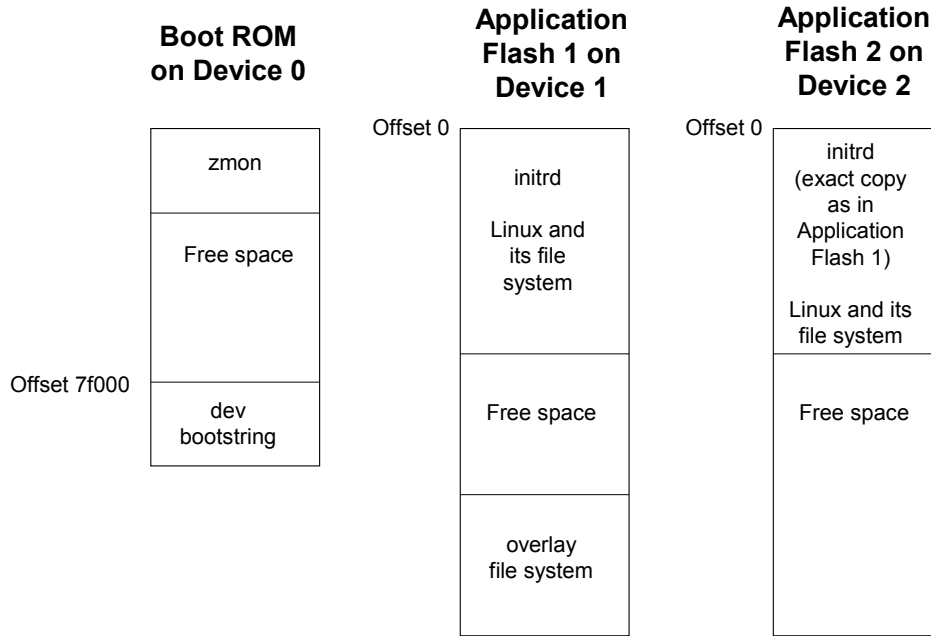 Boot ROM
on Device 0
Application
Flash 1 on
Device 1
Application
Flash 2 on
Device 2
Offset 0
Offset 0
zmon
Free space
Offset 7f000
dev
bootstring
initrd
Linux and
its file
system
Free space
overlay
file system
initrd
(exact copy
as in
Application
Flash 1)
Linux and its
file system
Free space